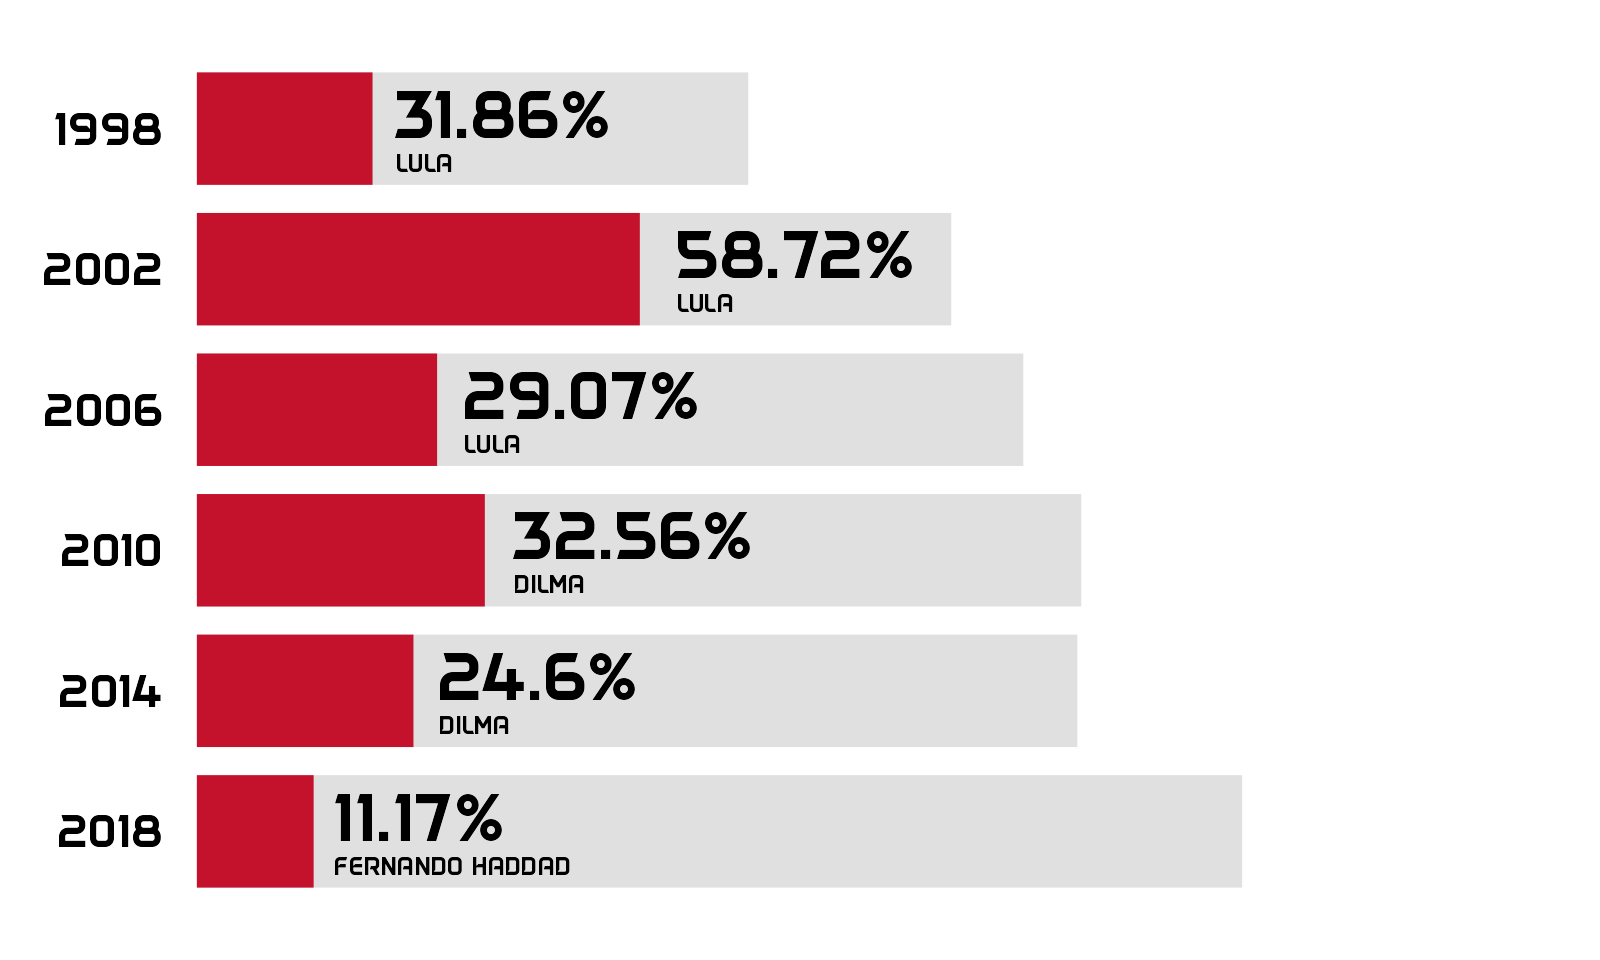 1998
31.86%
LULA
2002
58.72%
LULA
2006
29.07%
LULA
2010
32.56%
DILMA
2014
24.6%
DILMA
2018
11.17%
FERNANDO HADDAD